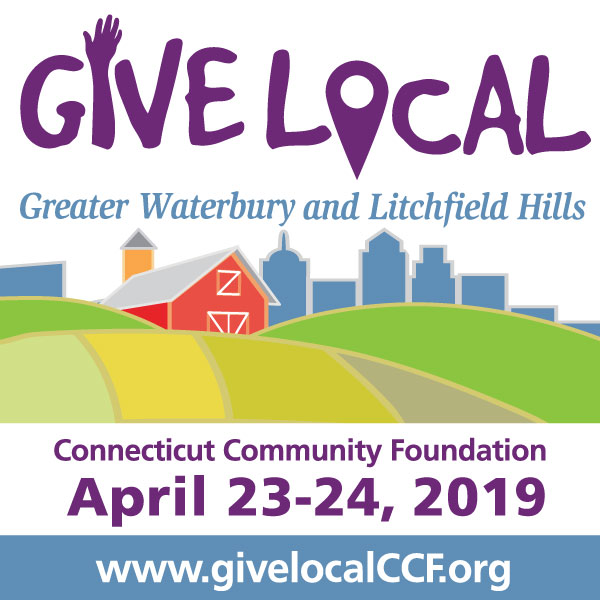 GIVE LOCAL
Greater Waterbury and Litchfield Hills
Connecticut Community Foundation
April 23-24, 2019
www.givelocalCCF.org